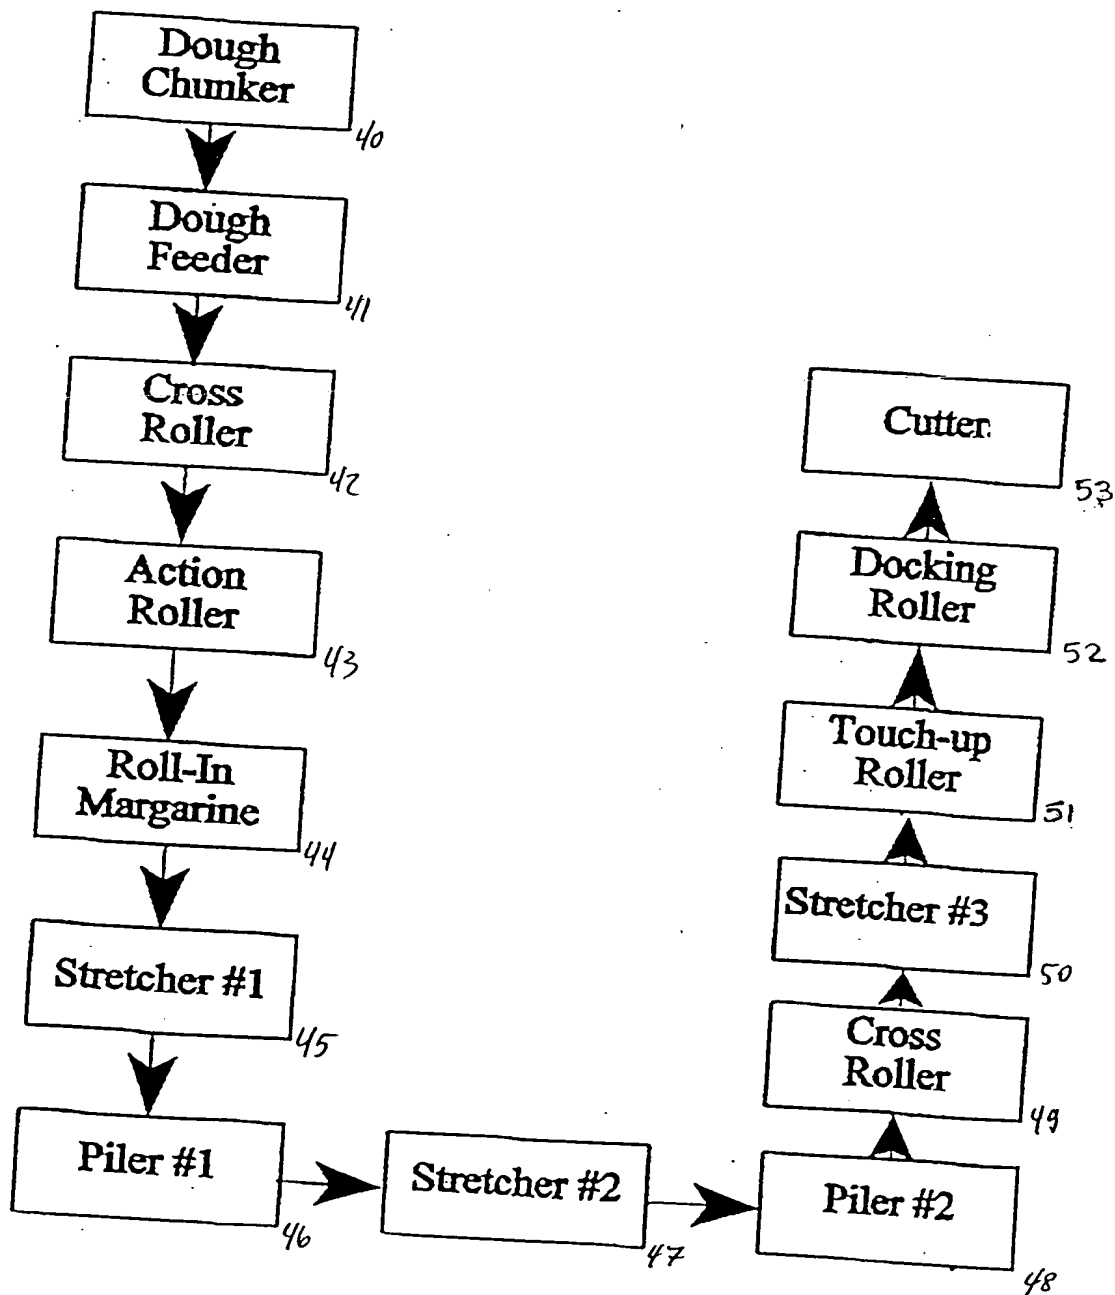 Dough
Chunker
40
Dough
Feeder
41
Cross
Roller
42
Action
Roller
43
Roll-In
Margarine
44
Stretcher #1
45
Piler #1
46
Stretcher #2
47
Piler #2
48
Cross
Roller
49
Stretcher #3
50
Touch-up
Roller
51
Docking
Roller
52
Cutter
53